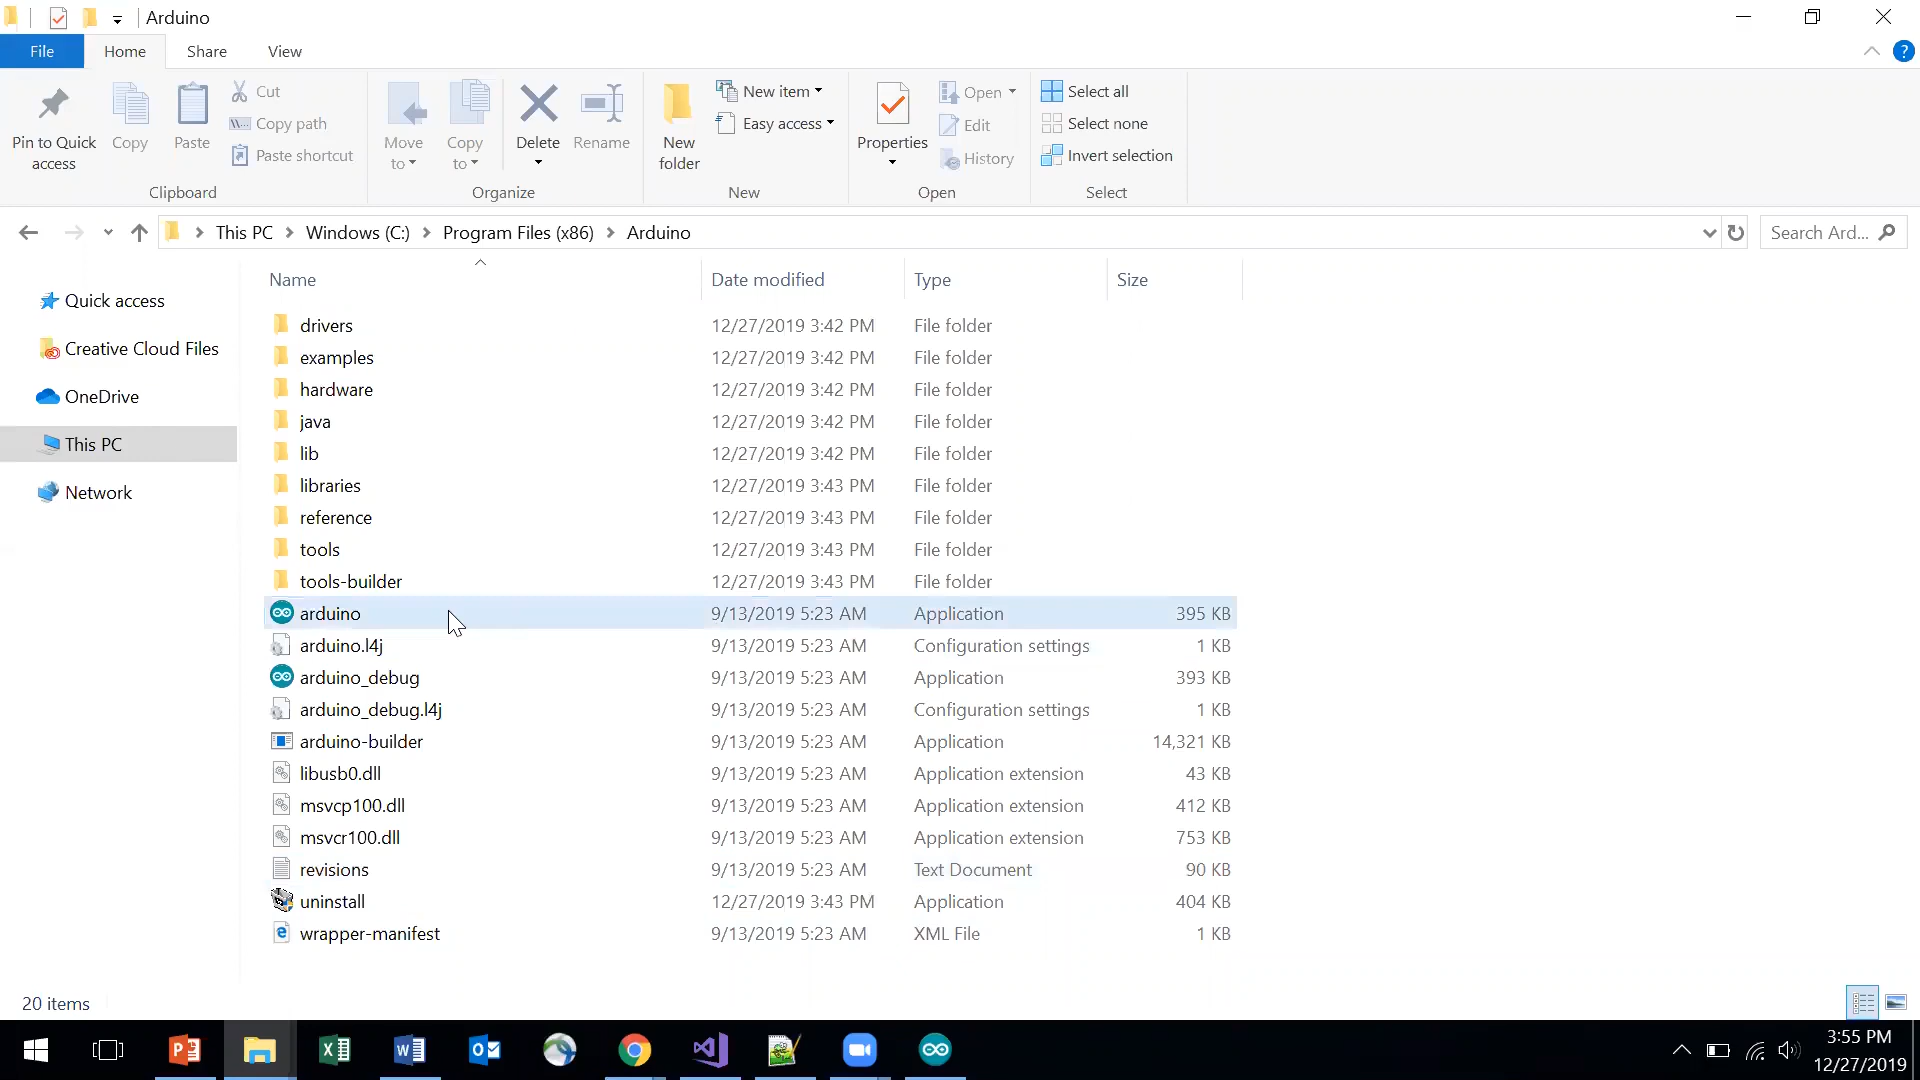 Arduino
File Home Share View
Pin to Quick access
Copy
Paste
Cut
Copy path
Paste shortcut
Clipboard
Move to
Copy to
Delete
Rename
Organize
New folder
New item
Easy access
New
Properties
Open
Edit
History
Open
Select all
Select none
Invert selection
Select
This PC Windows (C:) Program Files (x86) Arduino
Search Ard...
Quick access
Creative Cloud Files
OneDrive
This PC
Network
Name Date modified Type Size
drivers 12/27/2019 3:42 PM File folder
examples 12/27/2019 3:42 PM File folder
hardware 12/27/2019 3:42 PM File folder
java 12/27/2019 3:42 PM File folder
lib 12/27/2019 3:42 PM File folder
libraries 12/27/2019 3:43 PM File folder
reference 12/27/2019 3:43 PM File folder
tools 12/27/2019 3:43 PM File folder
tools-builder 12/27/2019 3:43 PM File folder
arduino 9/13/2019 5:23 AM Application 395 KB
arduino.l4j 9/13/2019 5:23 AM Configuration settings 1 KB
arduino_debug 9/13/2019 5:23 AM Application 393 KB
arduino_debug.l4j 9/13/2019 5:23 AM Configuration settings 1 KB
arduino-builder 9/13/2019 5:23 AM Application 14,321 KB
libusb0.dll 9/13/2019 5:23 AM Application extension 43 KB
msvcp100.dll 9/13/2019 5:23 AM Application extension 412 KB
msvcr100.dll 9/13/2019 5:23 AM Application extension 753 KB
revisions 9/13/2019 5:23 AM Text Document 90 KB
uninstall 12/27/2019 3:43 PM Application 404 KB
wrapper-manifest 9/13/2019 5:23 AM XML File 1 KB
20 items
3:55 PM
12/27/2019